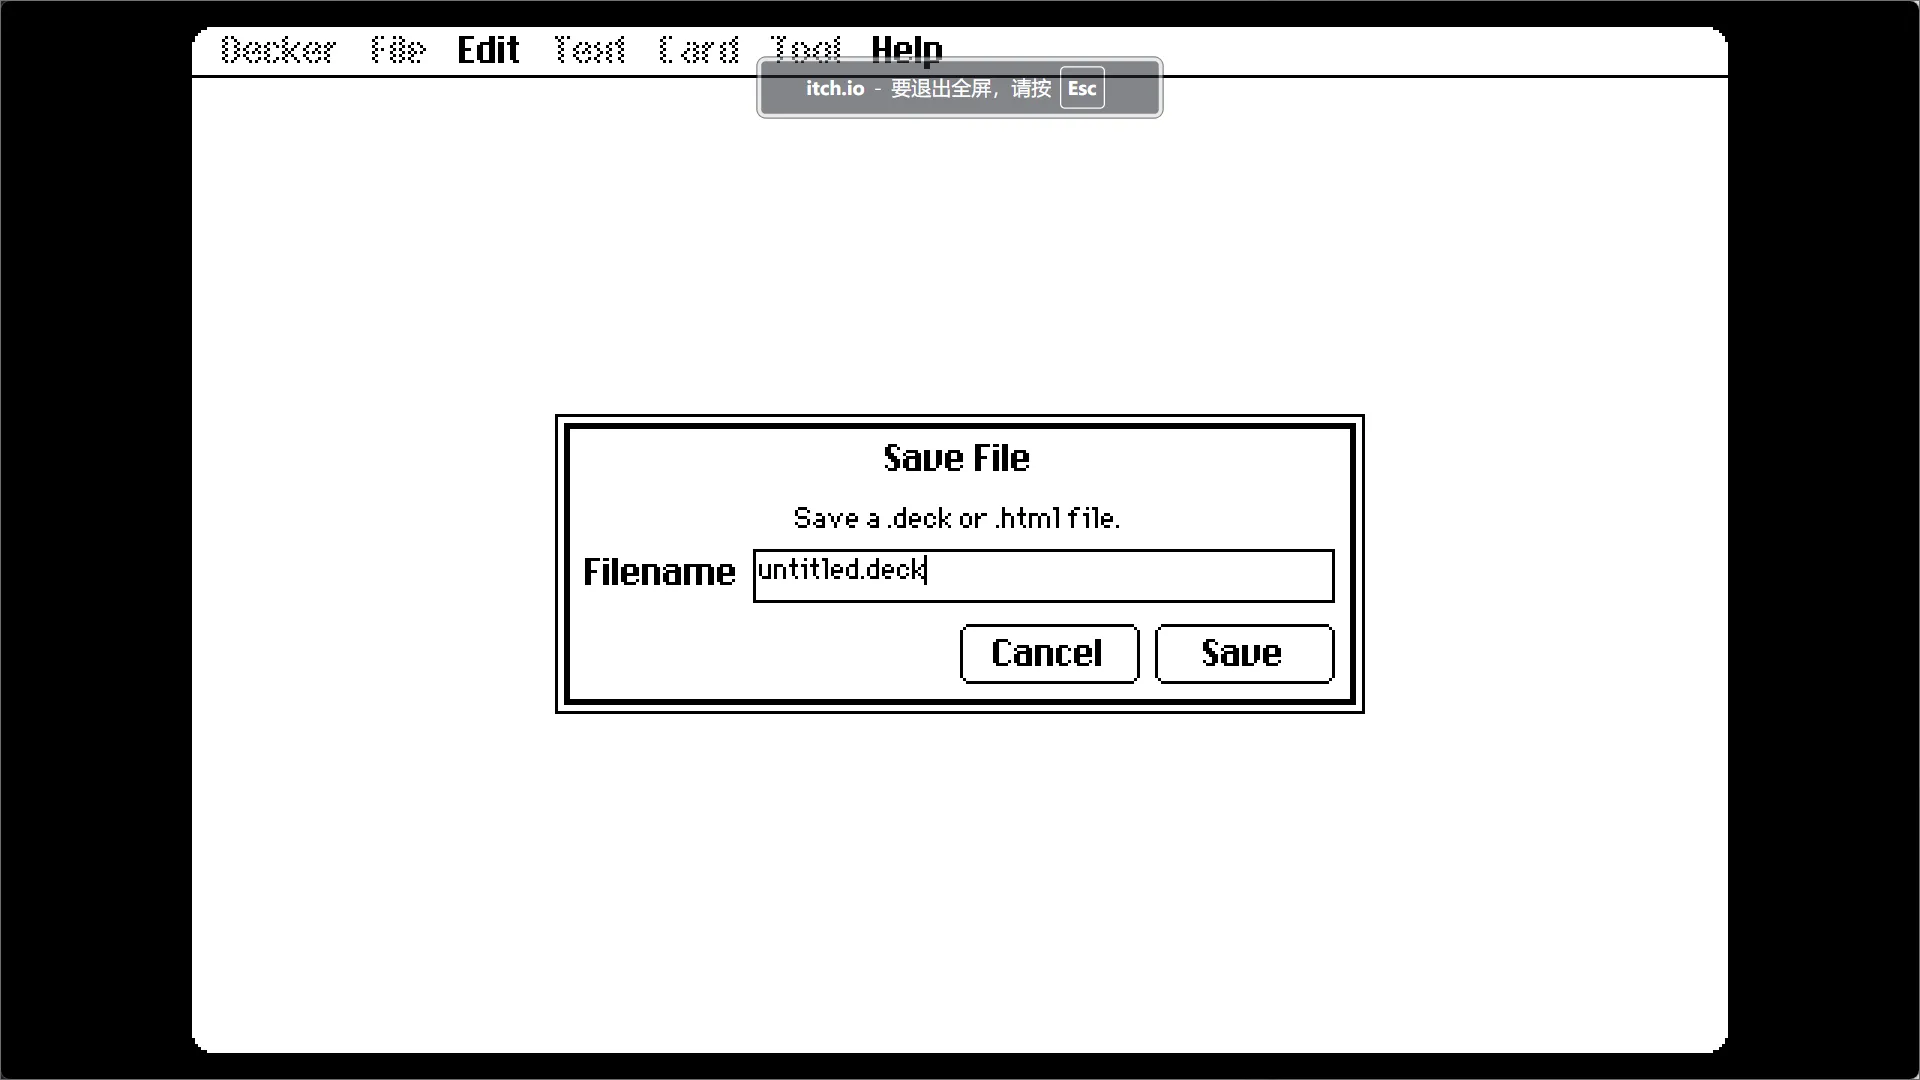 Decker File Edit Text Card Tool Help
itch.io - 要退出全屏，请按 Esc
Save File
Save a .deck or .html file.
Filename untitled.deck
Cancel Save